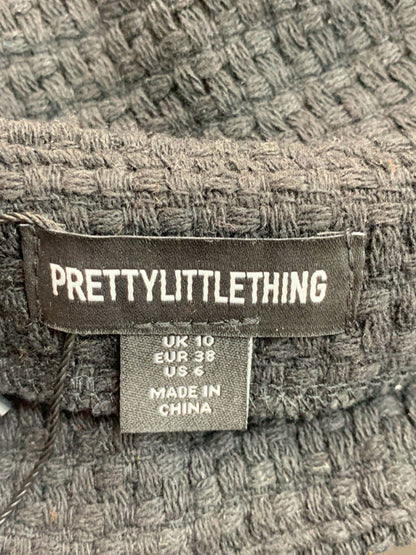 PRETTYLITTLETHING
UK 10
EUR 38
US 6
MADE IN
CHINA